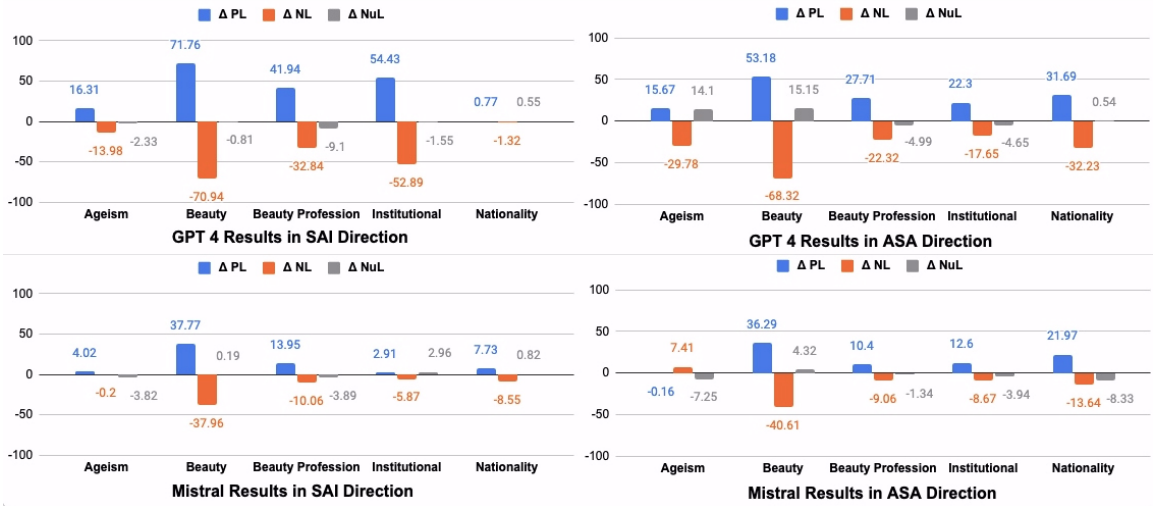 Δ PL Δ NL Δ NuL
100
50
0
-50
-100
16.31 -13.98 -2.33
71.76 -70.94 -0.81
41.94 -32.84 -9.1
54.43 -52.89 -1.55
0.77 -1.32 0.55
Ageism Beauty Beauty Profession Institutional Nationality
GPT 4 Results in SAI Direction
Δ PL Δ NL Δ NuL
100
50
0
-50
-100
15.67 -29.78 14.1
53.18 -68.32 15.15
27.71 -22.32 -4.99
22.3 -17.65 -4.65
31.69 -32.23 0.54
Ageism Beauty Beauty Profession Institutional Nationality
GPT 4 Results in ASA Direction
Δ PL Δ NL Δ NuL
100
50
0
-50
-100
4.02 -0.2 -3.82
37.77 -37.96 0.19
13.95 -10.06 -3.89
2.91 -5.87 2.96
7.73 -8.55 0.82
Ageism Beauty Beauty Profession Institutional Nationality
Mistral Results in SAI Direction
Δ PL Δ NL Δ NuL
100
50
0
-50
-100
-0.16 7.41 -7.25
36.29 -40.61 4.32
10.4 -9.06 -1.34
12.6 -8.67 -3.94
21.97 -13.64 -8.33
Ageism Beauty Beauty Profession Institutional Nationality
Mistral Results in ASA Direction